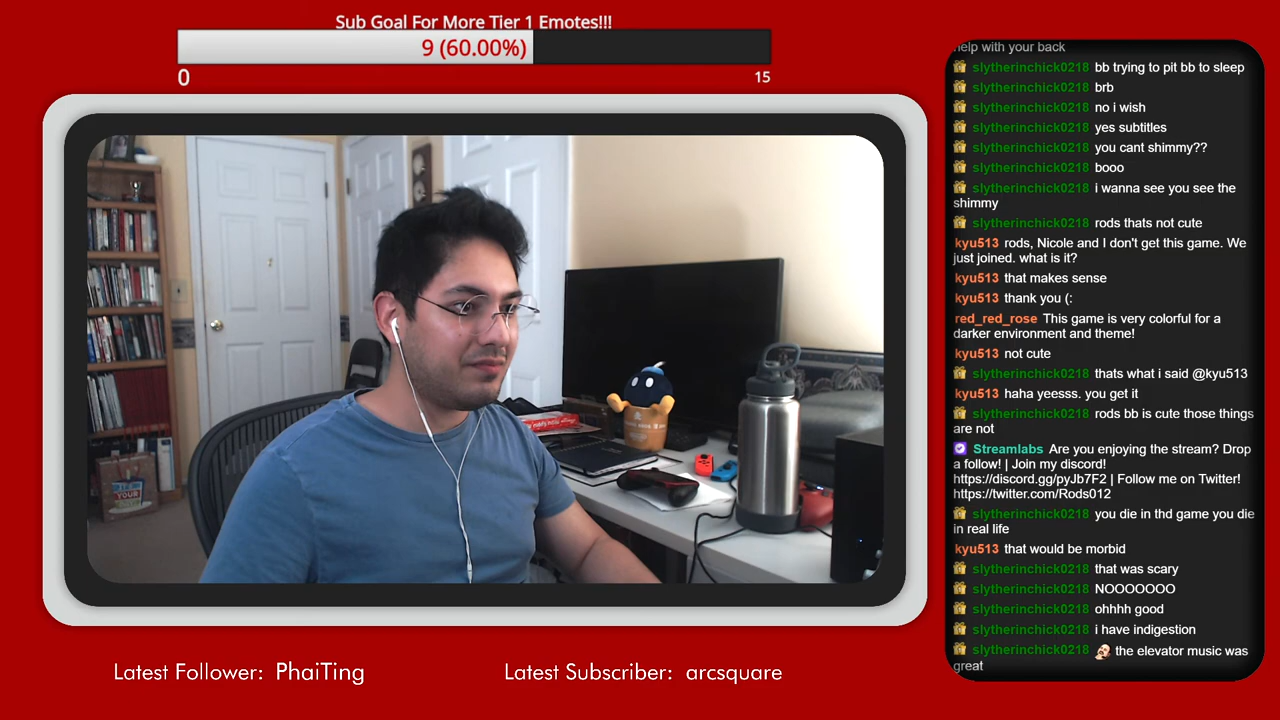 Sub Goal For More Tier 1 Emotes!!!
9 (60.00%)
0
15
help with your back
slytherinchick0218 bb trying to pit bb to sleep
slytherinchick0218 brb
slytherinchick0218 no i wish
slytherinchick0218 yes subtitles
slytherinchick0218 you cant shimmy??
slytherinchick0218 booo
slytherinchick0218 i wanna see you see the
shimmy
slytherinchick0218 rods thats not cute
kyu513 rods, Nicole and I don't get this game. We
just joined. what is it?
kyu513 that makes sense
kyu513 thank you (:
red_red_rose This game is very colorful for a
darker environment and theme!
kyu513 not cute
slytherinchick0218 thats what i said @kyu513
kyu513 haha yeesss. you get it
slytherinchick0218 rods bb is cute those things
are not
Streamlabs Are you enjoying the stream? Drop
a follow! | Join my discord!
https://discord.gg/pyJb7F2 | Follow me on Twitter!
https://twitter.com/Rods012
slytherinchick0218 you die in thd game you die
in real life
kyu513 that would be morbid
slytherinchick0218 that was scary
slytherinchick0218 NOOOOOOO
slytherinchick0218 ohhhh good
slytherinchick0218 i have indigestion
slytherinchick0218 the elevator music was
great
Latest Follower: PhaiTing
Latest Subscriber: arcsquare